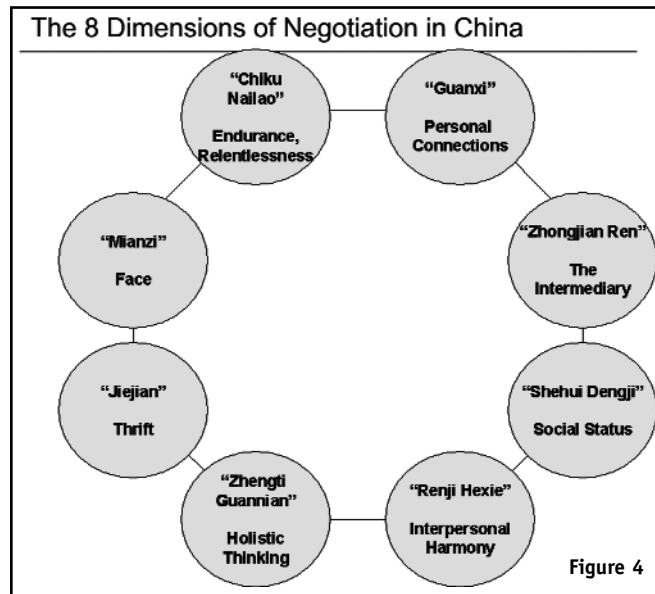 The 8 Dimensions of Negotiation in China
“Chiku
Nailao”
Endurance,
Relentlessness
“Guanxi”
Personal
Connections
“Zhongjian Ren”
The
Intermediary
“Shehui Dengji”
Social Status
“Renji Hexie”
Interpersonal
Harmony
“Zhengti
Guannian”
Holistic
Thinking
“Jiejian”
Thrift
“Mianzi”
Face
Figure 4